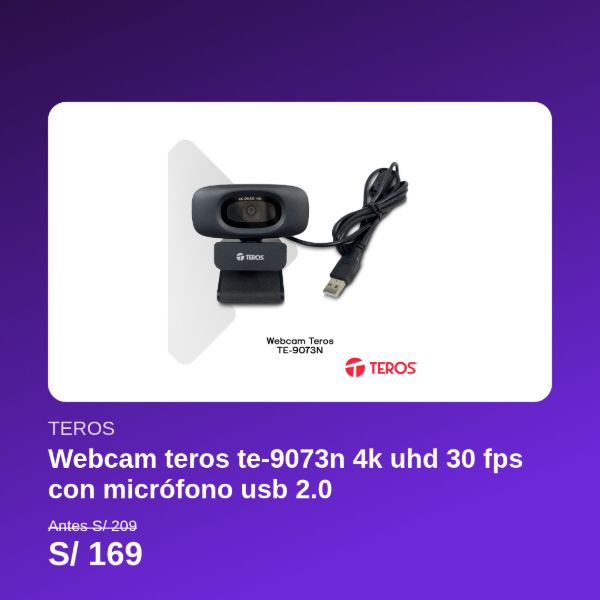 TEROS
Webcam Teros
TE-9073N
TEROS
TEROS
Webcam teros te-9073n 4k uhd 30 fps
con micrófono usb 2.0
Antes S/ 209
S/ 169